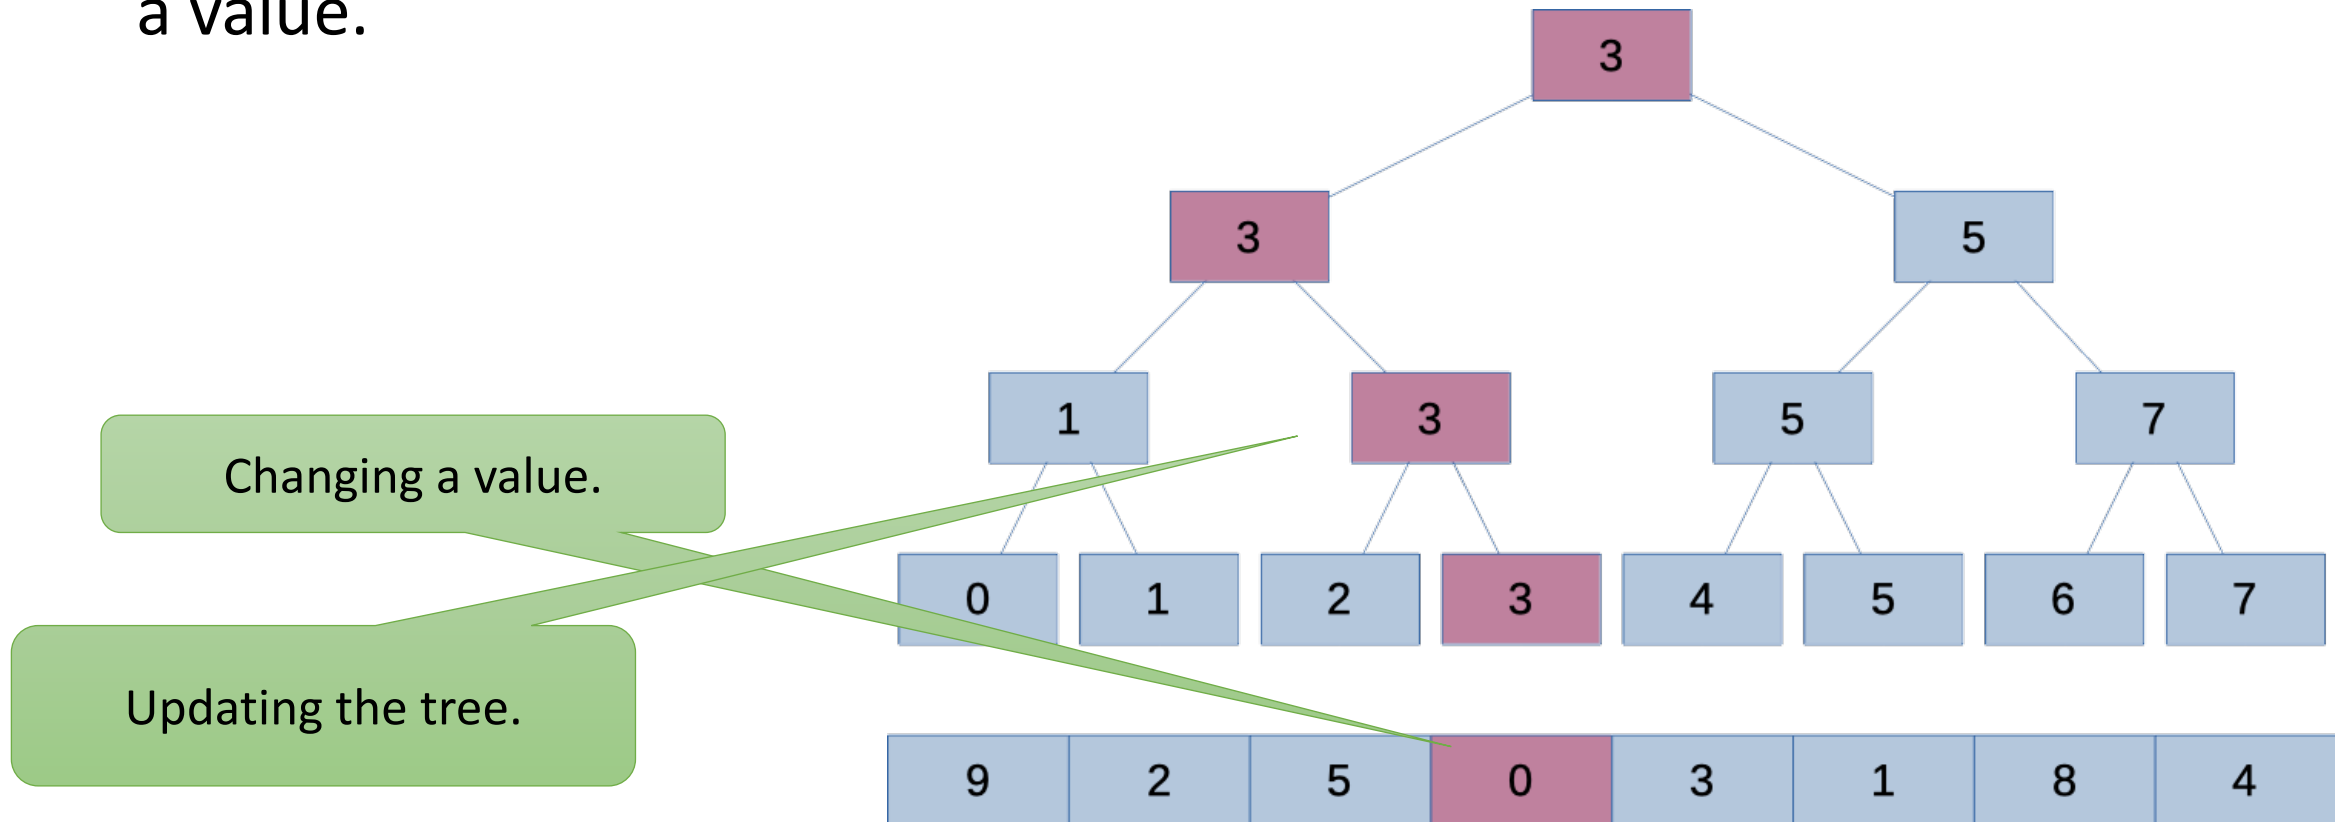 a value.
3
3 5
1 3 5 7
Changing a value.
0 1 2 3 4 5 6 7
Updating the tree.
9 2 5 0 3 1 8 4